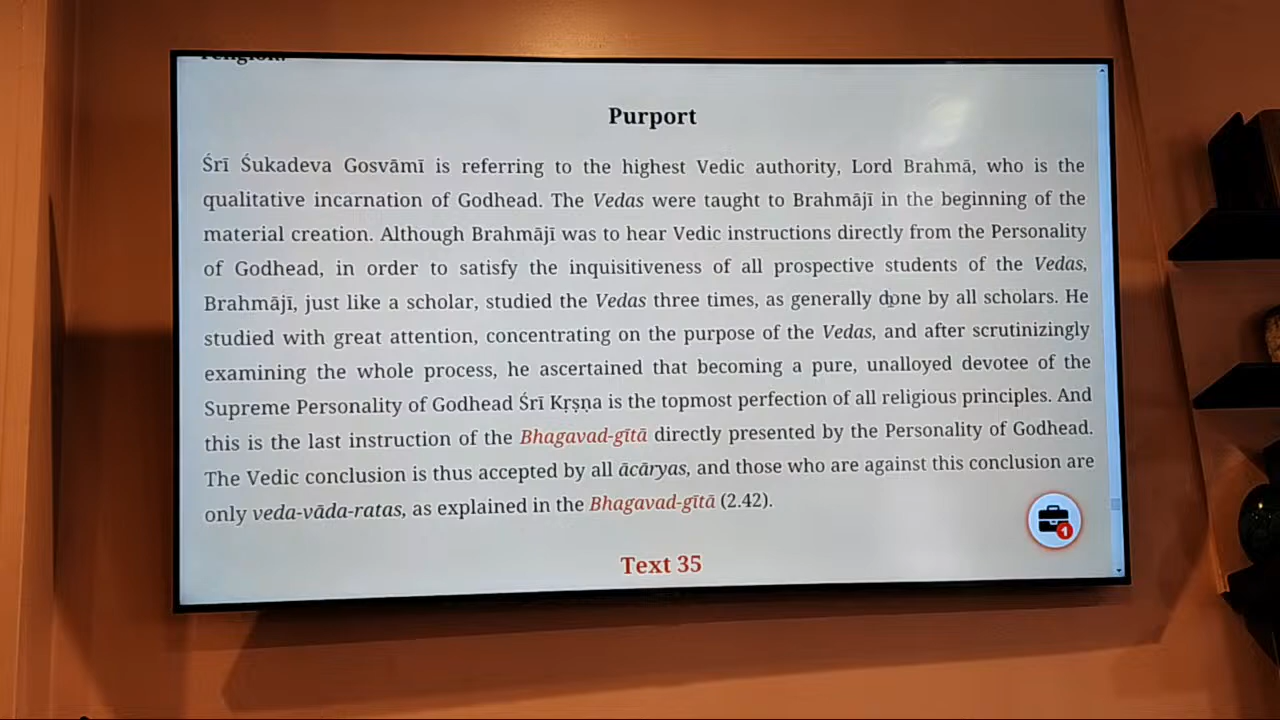 religion.
Purport
Śrī Śukadeva Gosvāmī is referring to the highest Vedic authority, Lord Brahmā, who is the
qualitative incarnation of Godhead. The Vedas were taught to Brahmājī in the beginning of the
material creation. Although Brahmājī was to hear Vedic instructions directly from the Personality
of Godhead, in order to satisfy the inquisitiveness of all prospective students of the Vedas,
Brahmājī, just like a scholar, studied the Vedas three times, as generally done by all scholars. He
studied with great attention, concentrating on the purpose of the Vedas, and after scrutinizingly
examining the whole process, he ascertained that becoming a pure, unalloyed devotee of the
Supreme Personality of Godhead Śrī Kṛṣṇa is the topmost perfection of all religious principles. And
this is the last instruction of the Bhagavad-gītā directly presented by the Personality of Godhead.
The Vedic conclusion is thus accepted by all ācāryas, and those who are against this conclusion are
only veda-vāda-ratas, as explained in the Bhagavad-gītā (2.42).
1
Text 35